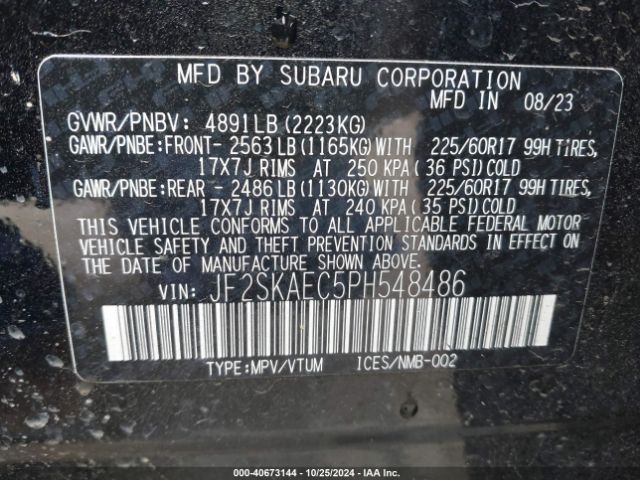 MFD BY SUBARU CORPORATION
MFD IN 08/23
GVWR/PNBV: 4891LB(2223KG)
GAWR/PNBE:FRONT- 2563LB(1165KG)WITH 225/60R17 99H TIRES,
17X7J RIMS AT 250 KPA(36 PSI)COLD
GAWR/PNBE:REAR - 2486LB(1130KG)WITH 225/60R17 99H TIRES,
17X7J RIMS AT 240 KPA(35 PSI)COLD
THIS VEHICLE CONFORMS TO ALL APPLICABLE FEDERAL MOTOR
VEHICLE SAFETY AND THEFT PREVENTION STANDARDS IN EFFECT ON
THE DATE OF MANUFACTURE SHOWN ABOVE.
VIN: JF2SKAEC5PH548486
TYPE:MPV/VTUM ICES/NMB-002
000-40673144 - 10/25/2024 - IAA Inc.